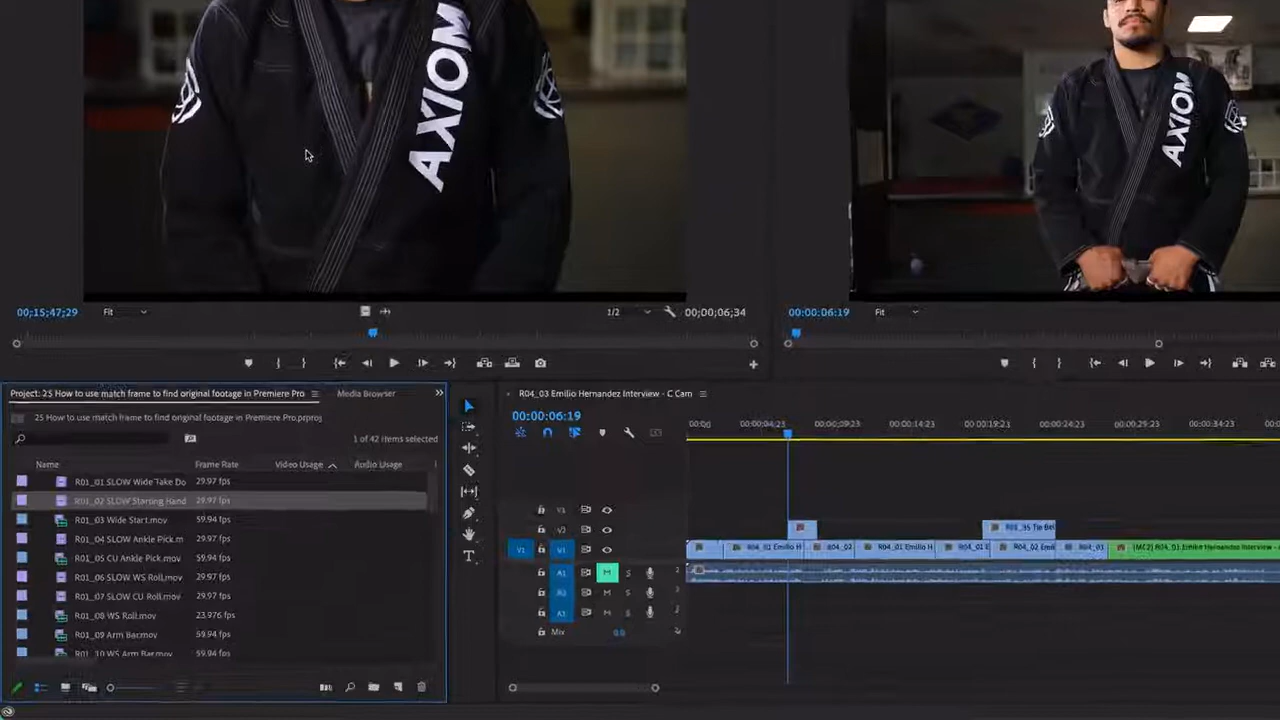 AXIOM
AXIOM
00;15;47;29
Fit
1/2
00;00;06;34
00:00:06:19
Fit
Project: 25 How to use match frame to find original footage in Premiere Pro
Media Browser
R04_03 Emilio Hernandez Interview - C Cam
25 How to use match frame to find original footage in Premiere Pro.prproj
00:00:06:19
1 of 42 items selected
00:00
00:00:04:23
00:00:09:23
00:00:14:23
00:00:19:23
00:00:24:23
00:00:29:23
00:00:34:23
Name
Frame Rate
Video Usage
Audio Usage
R01_01 SLOW Wide Take Do
29.97 fps
R01_02 SLOW Starting Hand
29.97 fps
R01_03 Wide Start.mov
59.94 fps
R01_04 SLOW Ankle Pick.m
29.97 fps
R01_05 CU Ankle Pick.mov
59.94 fps
R01_06 SLOW WS Roll.mov
29.97 fps
R01_07 SLOW CU Roll.mov
29.97 fps
R01_08 WS Roll.mov
23.976 fps
R01_09 Arm Bar.mov
59.94 fps
R01_10 WS Arm Bar.mov
59.94 fps
V3
V2
R01_35 Tie Bel
V1
V1
R04_01 Emilio H
R04_02
R04_01 Emilio H
R04_01 E
R04_02 Emil
R04_01
[MC2] R04_03 Emilio Hernandez Interview -
A1
M
S
A2
M
S
A3
M
S
Mix
0.0